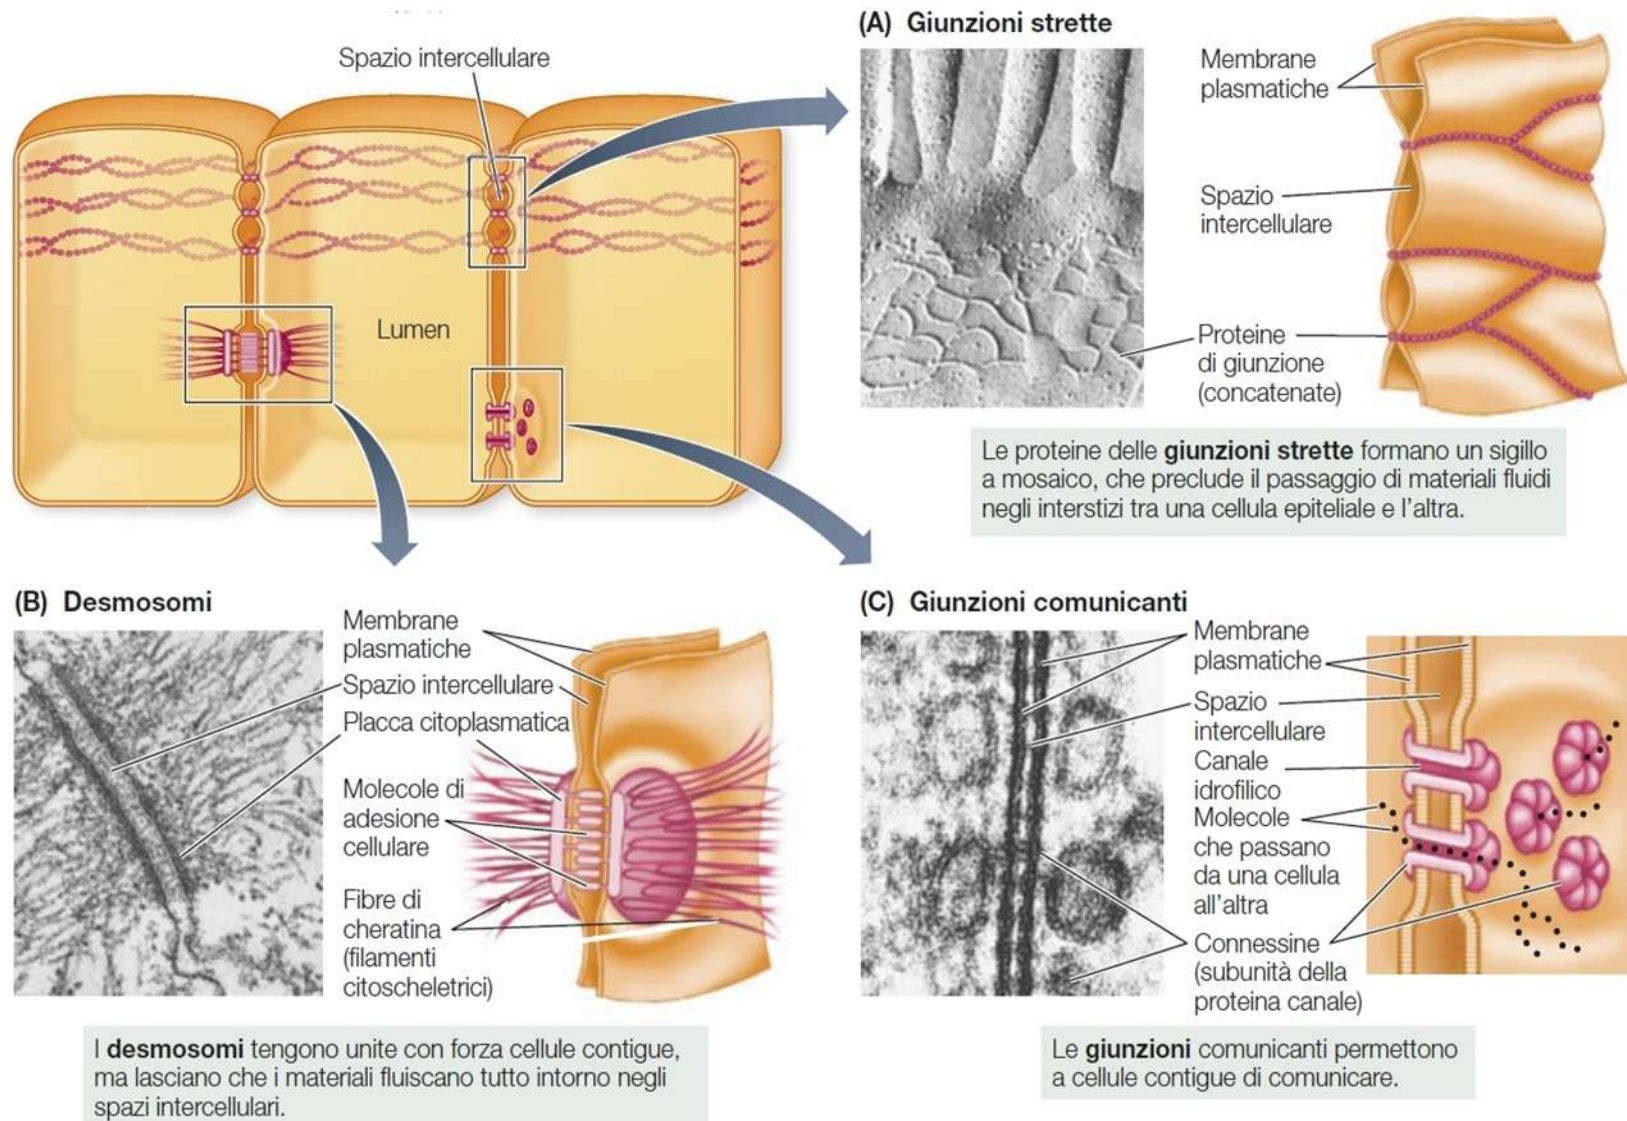 Spazio intercellulare
Lumen
(A) Giunzioni strette
Membrane
plasmatiche
Spazio
intercellulare
Proteine
di giunzione
(concatenate)
Le proteine delle giunzioni strette formano un sigillo
a mosaico, che preclude il passaggio di materiali fluidi
negli interstizi tra una cellula epiteliale e l'altra.
(B) Desmosomi
Membrane
plasmatiche
Spazio intercellulare
Placca citoplasmatica
Molecole di
adesione
cellulare
Fibre di
cheratina
(filamenti
citoscheletrici)
I desmosomi tengono unite con forza cellule contigue,
ma lasciano che i materiali fluiscano tutto intorno negli
spazi intercellulari.
(C) Giunzioni comunicanti
Membrane
plasmatiche
Spazio
intercellulare
Canale
idrofilico
Molecole
che passano
da una cellula
all'altra
Connessine
(subunità della
proteina canale)
Le giunzioni comunicanti permettono
a cellule contigue di comunicare.